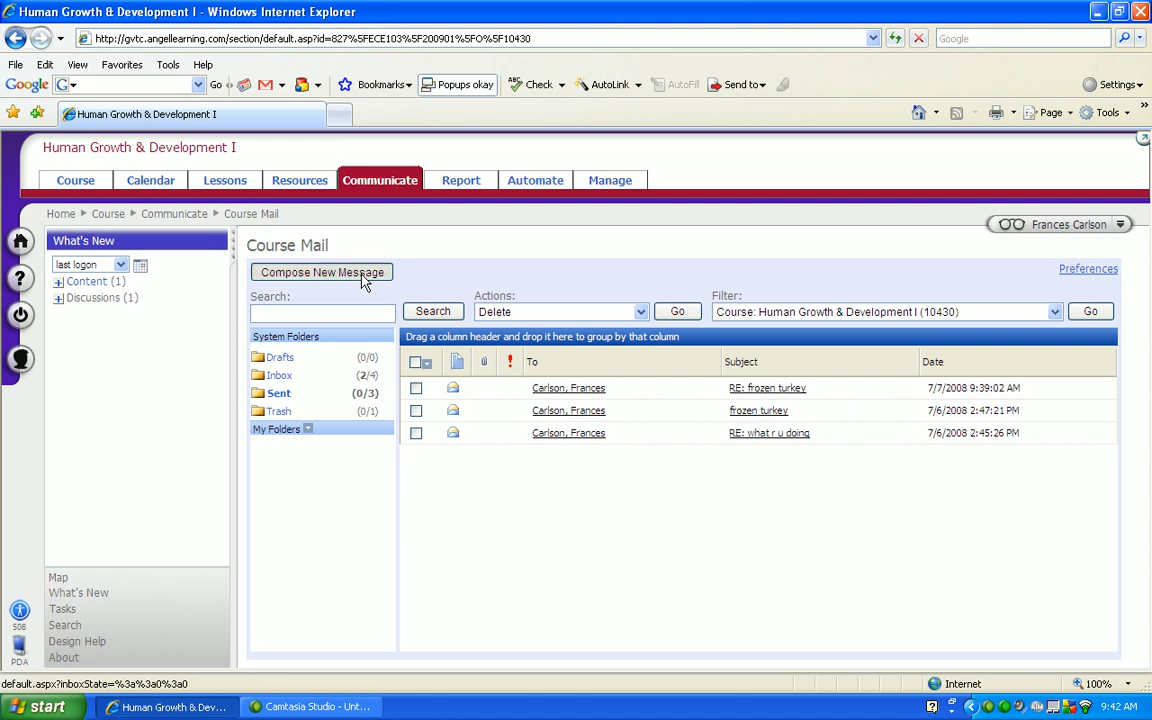 Human Growth & Development I - Windows Internet Explorer
http://gvtc.angellearning.com/section/default.asp?id=827%5FECE103%5F200901%5FO%5F10430
Google
File Edit View Favorites Tools Help
Google G Go Bookmarks Popups okay Check AutoLink AutoFill Send to Settings
Human Growth & Development I
Page Tools
Human Growth & Development I
Course Calendar Lessons Resources Communicate Report Automate Manage
Home Course Communicate Course Mail
Frances Carlson
What's New
last logon
Content (1)
Discussions (1)
Course Mail
Compose New Message
Preferences
Search: Actions: Filter:
Search Delete Go Course: Human Growth & Development I (10430) Go
System Folders
Drag a column header and drop it here to group by that column
Drafts (0/0)
Inbox (2/4)
Sent (0/3)
Trash (0/1)
My Folders
To Subject Date
Carlson, Frances RE: frozen turkey 7/7/2008 9:39:02 AM
Carlson, Frances frozen turkey 7/6/2008 2:47:21 PM
Carlson, Frances RE: what r u doing 7/6/2008 2:45:26 PM
Map
What's New
Tasks
Search
Design Help
About
508
PDA
default.aspx?inboxState=%3a%3a0%3a0
Internet
100%
start
Human Growth & Dev...
Camtasia Studio - Unt...
9:42 AM